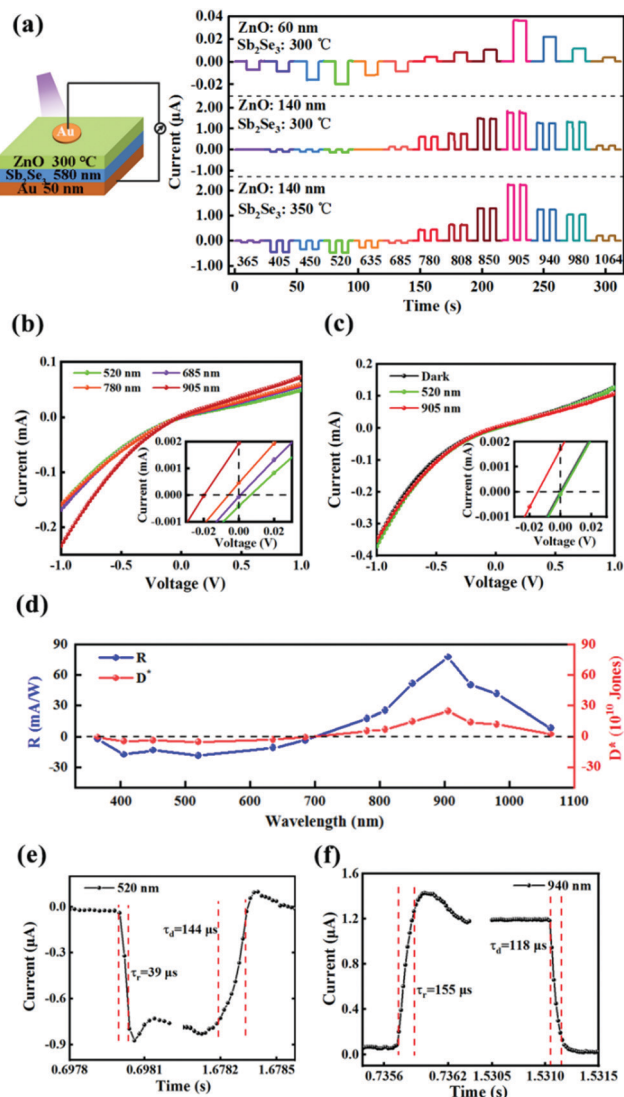 (a)
Au
ZnO 300 °C
Sb2Se3 580 nm
Au 50 nm
Current (μA)
0.04
0.02
0.00
-0.02
2.00
1.00
0.00
-1.00
2.00
1.00
0.00
-1.00
ZnO: 60 nm
Sb2Se3: 300 ℃
ZnO: 140 nm
Sb2Se3: 300 ℃
ZnO: 140 nm
Sb2Se3: 350 ℃
365 405 450 520 635 685 780 808 850 905 940 980 1064
0 50 100 150 200 250 300
Time (s)
(b)
Current (mA)
0.1
0.0
-0.1
-0.2
520 nm 685 nm
780 nm 905 nm
Current (mA)
0.002
0.001
0.000
-0.001
-0.02 0.00 0.02
Voltage (V)
-1.0 -0.5 0.0 0.5 1.0
Voltage (V)
(c)
Current (mA)
0.2
0.1
0.0
-0.1
-0.2
-0.3
-0.4
Dark
520 nm
905 nm
Current (mA)
0.002
0.001
0.000
-0.001
-0.02 0.00 0.02
Voltage (V)
-1.0 -0.5 0.0 0.5 1.0
Voltage (V)
(d)
R (mA/W)
90
60
30
0
-30
R
D*
90
60
30
0
-30
D* (10^10 Jones)
400 500 600 700 800 900 1000 1100
Wavelength (nm)
(e)
Current (μA)
0.0
-0.3
-0.6
-0.9
520 nm
τd=144 μs
τr=39 μs
0.6978 0.6981 1.6782 1.6785
Time (s)
(f)
Current (μA)
1.8
1.2
0.6
0.0
940 nm
τd=118 μs
τr=155 μs
0.7356 0.7362 1.5305 1.5310 1.5315
Time (s)